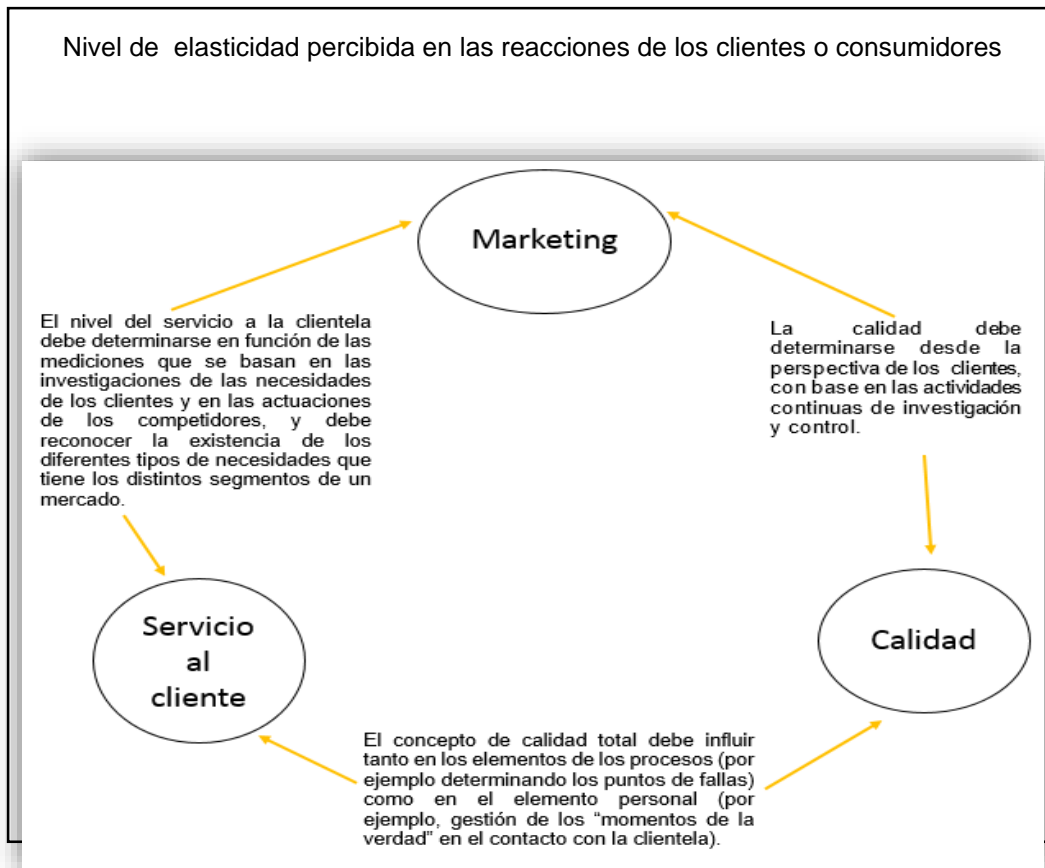 Nivel de elasticidad percibida en las reacciones de los clientes o consumidores
Marketing
El nivel del servicio a la clientela
debe determinarse en función de las
mediciones que se basan en las
investigaciones de las necesidades
de los clientes y en las actuaciones
de los competidores, y debe
reconocer la existencia de los
diferentes tipos de necesidades que
tiene los distintos segmentos de un
mercado.
La calidad debe
determinarse desde la
perspectiva de los clientes,
con base en las actividades
continuas de investigación
y control.
Servicio
al
cliente
Calidad
El concepto de calidad total debe influir
tanto en los elementos de los procesos (por
ejemplo determinando los puntos de fallas)
como en el elemento personal (por
ejemplo, gestión de los “momentos de la
verdad” en el contacto con la clientela).